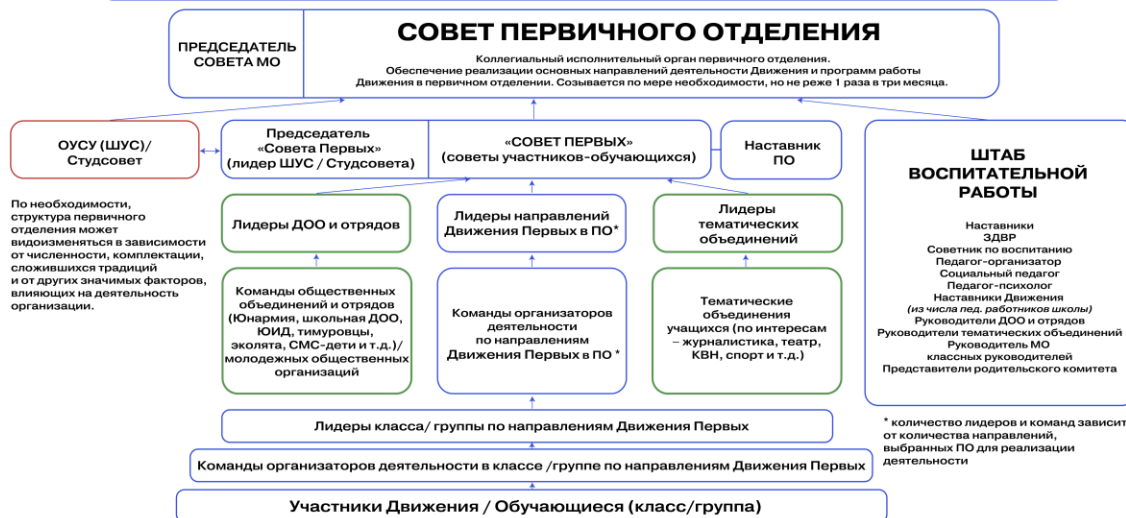 ПРЕДСЕДАТЕЛЬ
СОВЕТА МО
СОВЕТ ПЕРВИЧНОГО ОТДЕЛЕНИЯ
Коллегиальный исполнительный орган первичного отделения.
Обеспечение реализации основных направлений деятельности Движения и программ работы
Движения в первичном отделении. Созывается по мере необходимости, но не реже 1 раза в три месяца.
ОУСУ (ШУС)/
Студсовет
Председатель
«Совета Первых»
(лидер ШУС / Студсовета)
«СОВЕТ ПЕРВЫХ»
(советы участников-обучающихся)
Наставник
ПО
ШТАБ
ВОСПИТАТЕЛЬНОЙ
РАБОТЫ
Наставники
ЗДВР
Советник по воспитанию
Педагог-организатор
Социальный педагог
Педагог-психолог
Наставники Движения
(из числа пед. работников школы)
Руководители ДОО и отрядов
Руководители тематических объединений
Руководитель МО
классных руководителей
Представители родительского комитета
По необходимости,
структура первичного
отделения может
видоизменяться в зависимости
от численности, комплектации,
сложившихся традиций
и от других значимых факторов,
влияющих на деятельность
организации.
Лидеры ДОО и отрядов
Лидеры направлений
Движения Первых в ПО*
Лидеры
тематических
объединений
Команды общественных
объединений и отрядов
(Юнармия, школьная ДОО,
ЮИД, тимуровцы,
эколята, СМС-дети и т.д.)/
молодежных общественных
организаций
Команды организаторов
деятельности
по направлениям
Движения Первых в ПО *
Тематические
объединения
учащихся (по интересам
– журналистика, театр,
КВН, спорт и т.д.)
Лидеры класса/ группы по направлениям Движения Первых
Команды организаторов деятельности в классе /группе по направлениям Движения Первых
Участники Движения / Обучающиеся (класс/группа)
* количество лидеров и команд зависит
от количества направлений,
выбранных ПО для реализации
деятельности